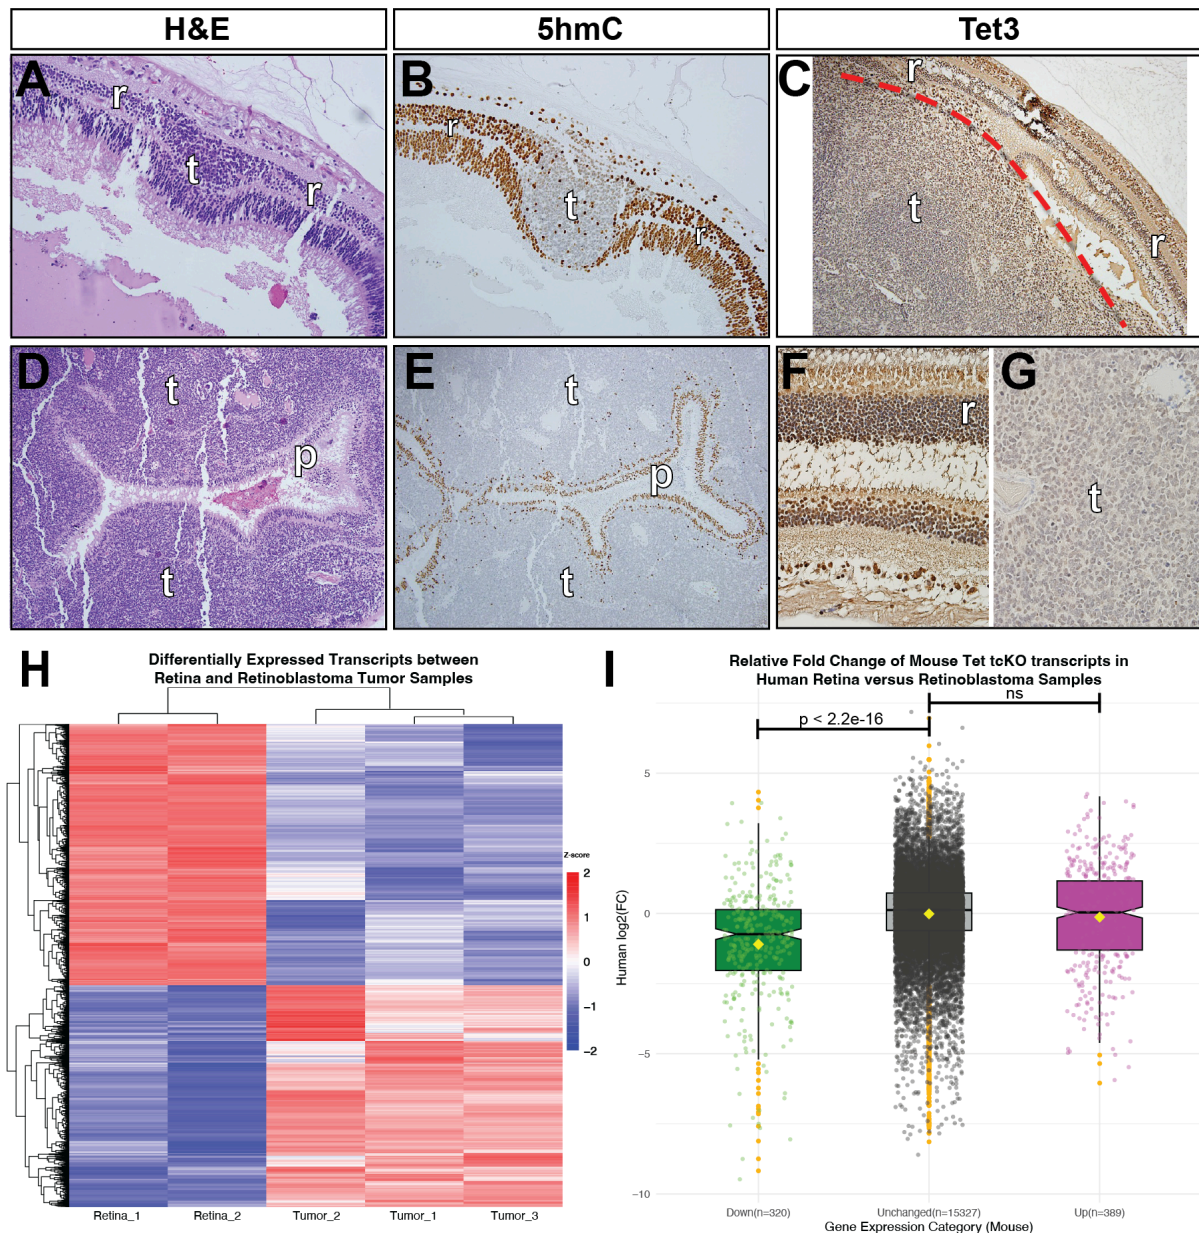 H&E
5hmC
Tet3
A
r
t
r
B
r
t
r
C
r
t
r
D
t
p
t
E
t
p
t
F
r
G
t
H
Differentially Expressed Transcripts between
Retina and Retinoblastoma Tumor Samples
Z-score
2
1
0
−1
−2
Retina_1
Retina_2
Tumor_2
Tumor_1
Tumor_3
I
Relative Fold Change of Mouse Tet tcKO transcripts in
Human Retina versus Retinoblastoma Samples
ns
p < 2.2e-16
Human log2(FC)
5
0
−5
−10
Down(n=320)
Unchanged(n=15327)
Up(n=389)
Gene Expression Category (Mouse)